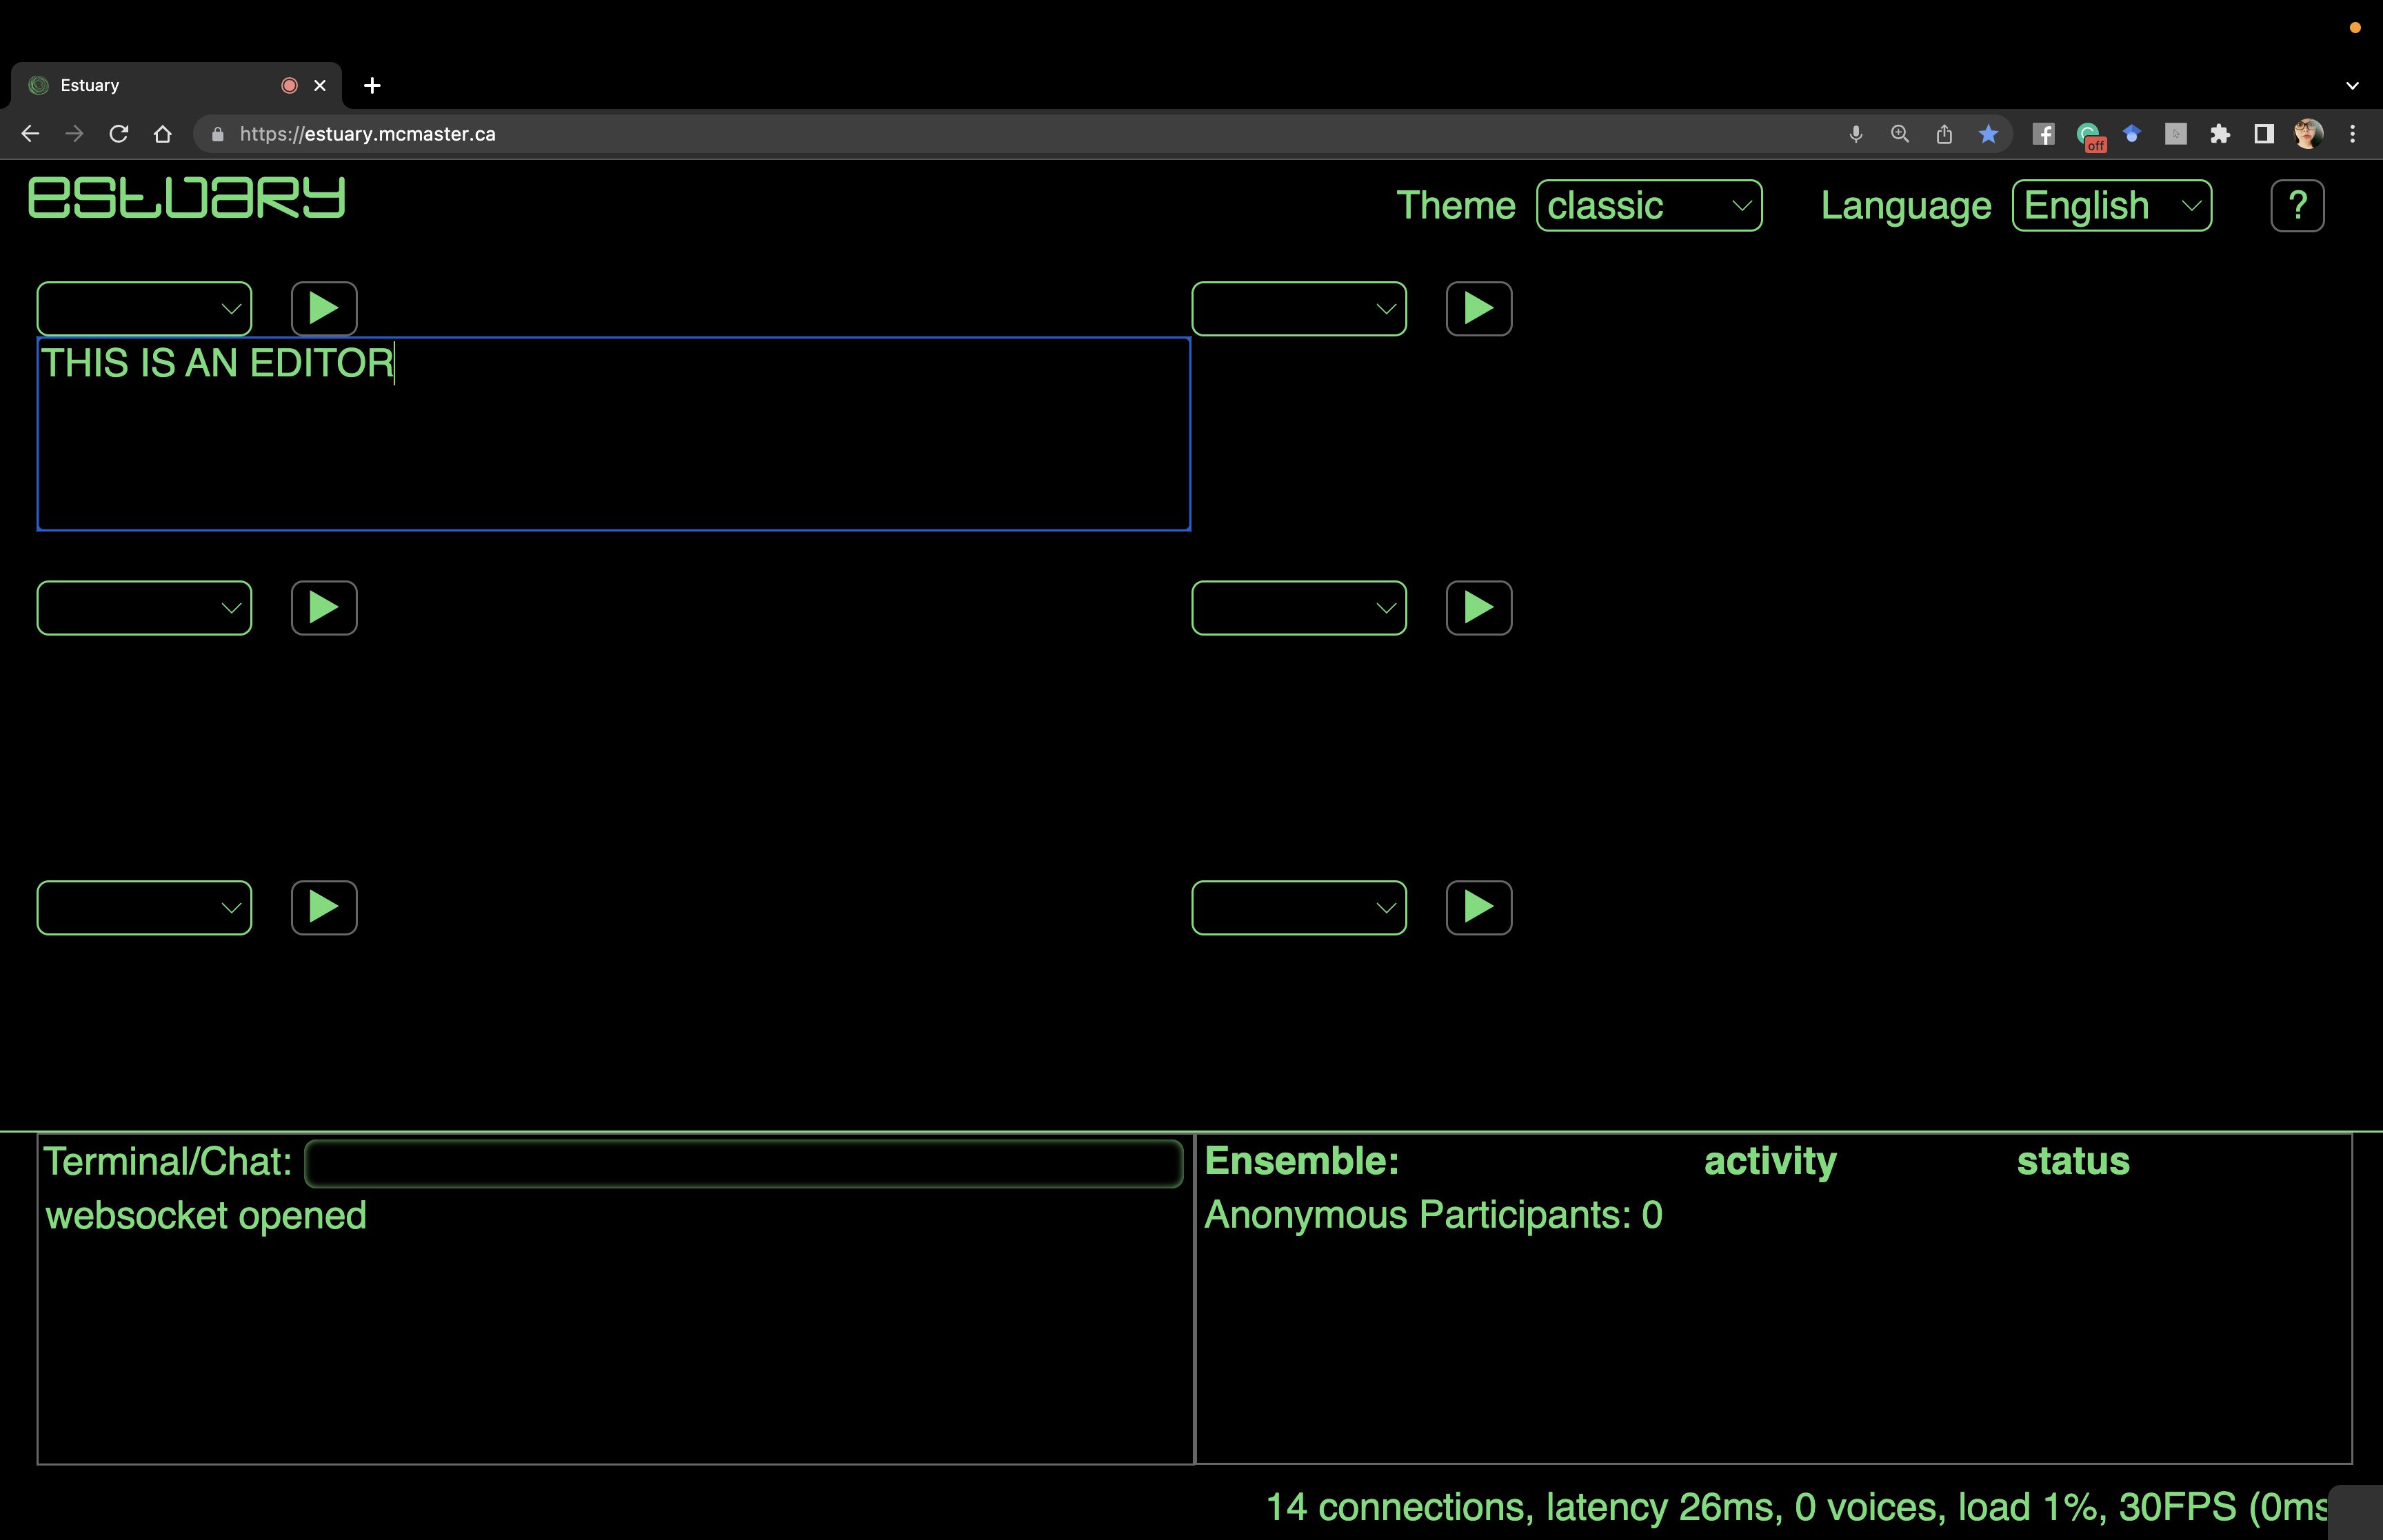 Estuary
https://estuary.mcmaster.ca
off
estuary
Theme classic Language English ?
THIS IS AN EDITOR
Terminal/Chat:
websocket opened
Ensemble: activity status
Anonymous Participants: 0
14 connections, latency 26ms, 0 voices, load 1%, 30FPS (0ms